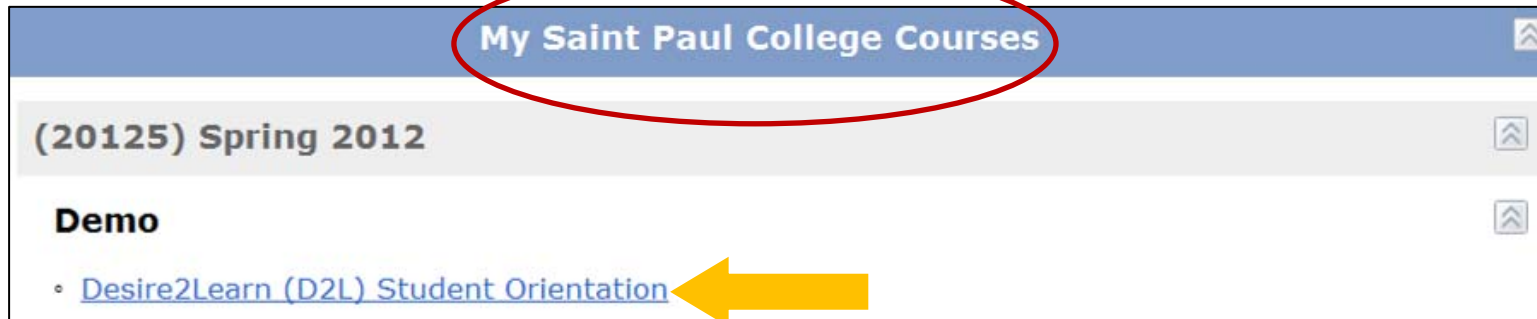 My Saint Paul College Courses
(20125) Spring 2012
Demo
• Desire2Learn (D2L) Student Orientation